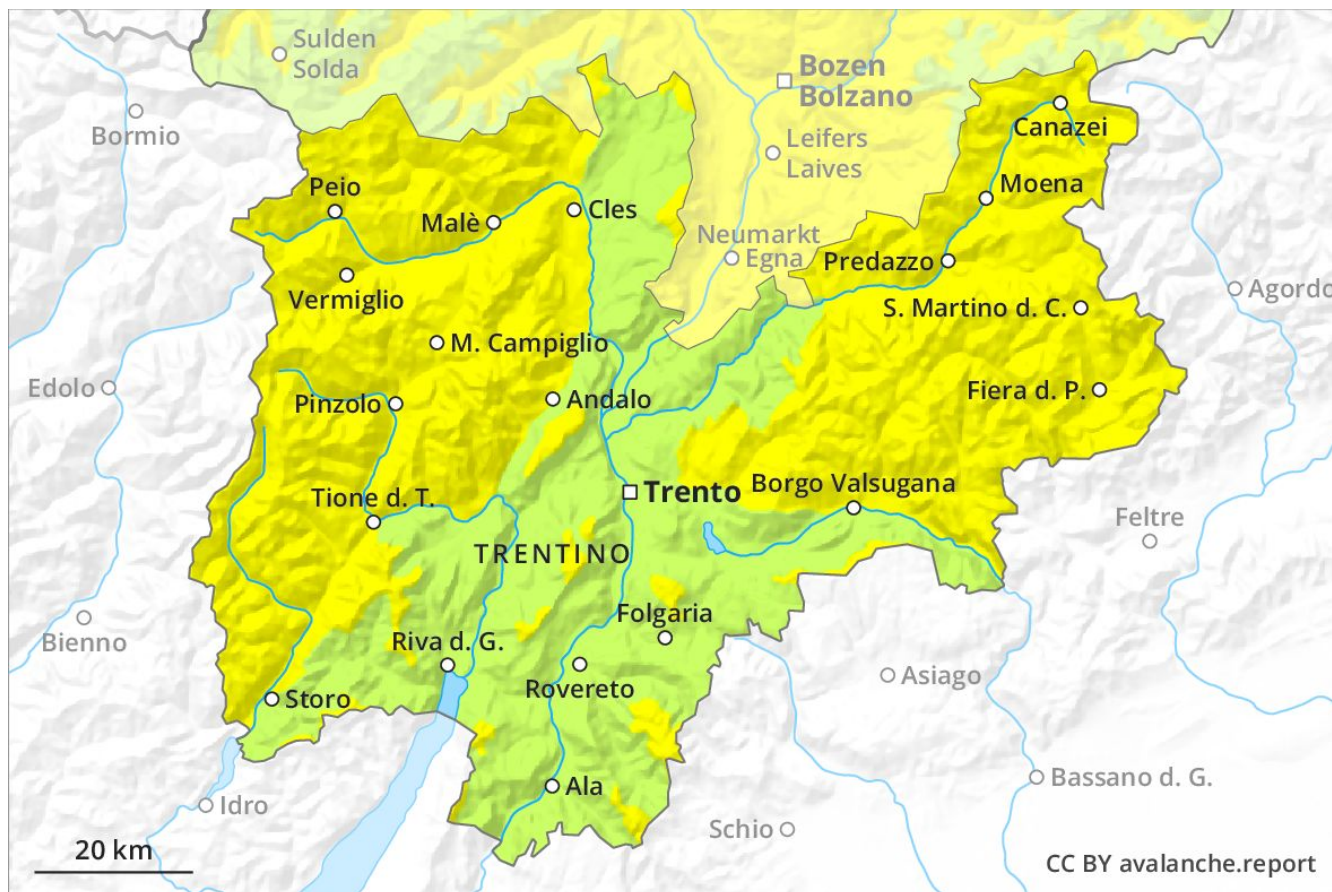 Sulden
Solda
Bozen
Bolzano
Bormio
Canazei
Leifers
Laives
Peio
Moena
Malè
Cles
Neumarkt
Egna
Predazzo
Vermiglio
Agordo
S. Martino d. C.
M. Campiglio
Edolo
Pinzolo
Andalo
Fiera d. P.
Tione d. T.
Trento
Borgo Valsugana
Feltre
TRENTINO
Bienno
Riva d. G.
Folgaria
Asiago
Storo
Rovereto
Bassano d. G.
Ala
Idro
Schio
20 km
CC BY avalanche.report